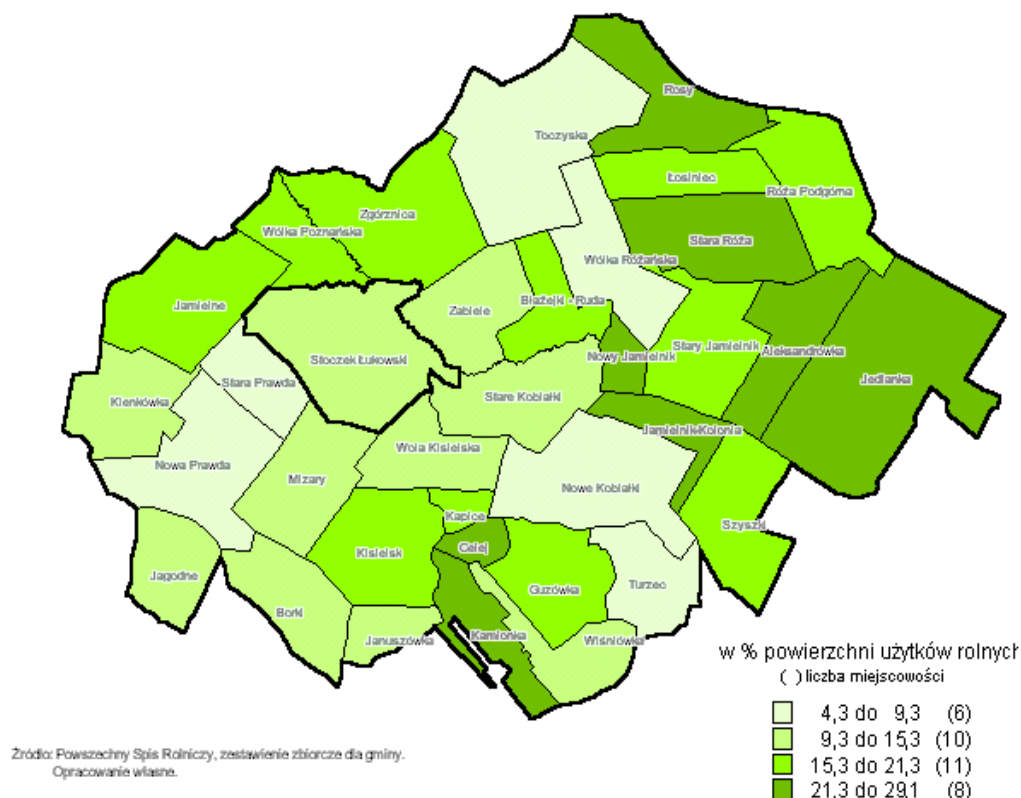 Rosy
Toczyska
Łosiniec
Róża Podgórna
Zgórznica
Wólka Poznańska
Stara Róża
Wólka Różańska
Jamielne
Zabiele
Błażejki - Ruda
Stoczek Łukowski
Nowy Jamielnik
Stary Jamielnik
Aleksandrówka
Jedlanka
Stara Prawda
Kienkówka
Stare Kobiałki
Jamielnik-Kolonia
Wola Kisielska
Nowa Prawda
Mizary
Nowe Kobiałki
Kapice
Szyszki
Celej
Kisielsk
Jagodne
Guzówka
Turzec
Borki
Januszówka
Kamionka
Wiśniówka
w % powierzchni użytków rolnych
( ) liczba miejscowości
4,3 do 9,3 (6)
9,3 do 15,3 (10)
15,3 do 21,3 (11)
21,3 do 29,1 (8)
Źródło: Powszechny Spis Rolniczy, zestawienie zbiorcze dla gminy.
Opracowanie własne.